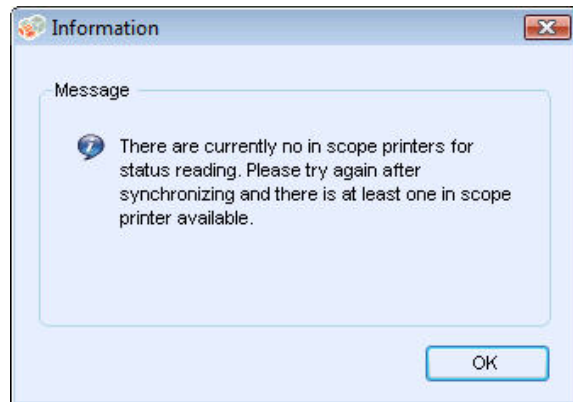 Information
Message
There are currently no in scope printers for
status reading. Please try again after
synchronizing and there is at least one in scope
printer available.
OK